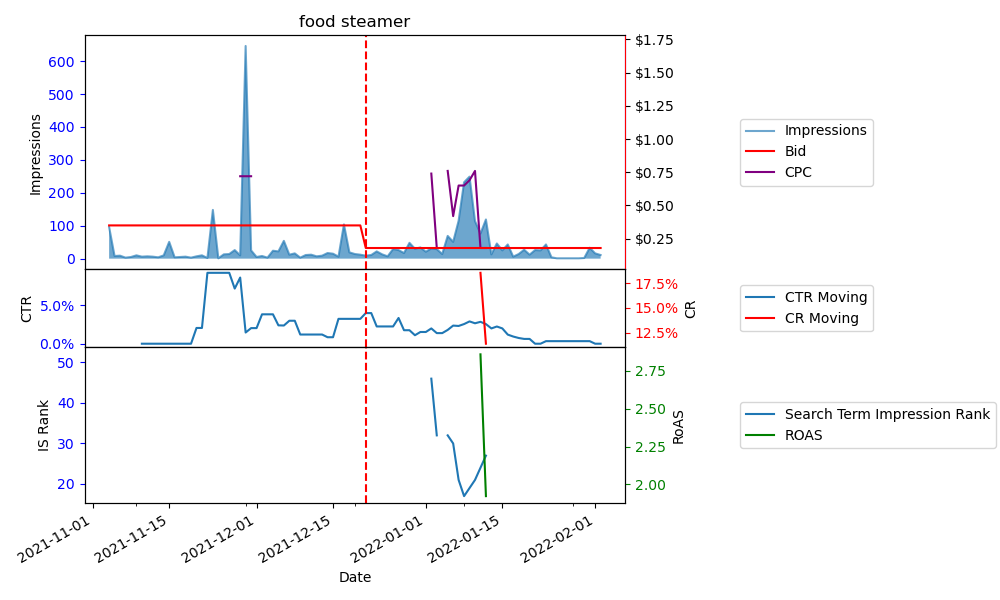 food steamer
Impressions
600
500
400
300
200
100
0
$1.75
$1.50
$1.25
$1.00
$0.75
$0.50
$0.25
Impressions
Bid
CPC
CTR
5.0%
0.0%
17.5%
15.0%
12.5%
CR
CTR Moving
CR Moving
IS Rank
50
40
30
20
2.75
2.50
2.25
2.00
RoAS
Search Term Impression Rank
ROAS
2021-11-01
2021-11-15
2021-12-01
2021-12-15
2022-01-01
2022-01-15
2022-02-01
Date